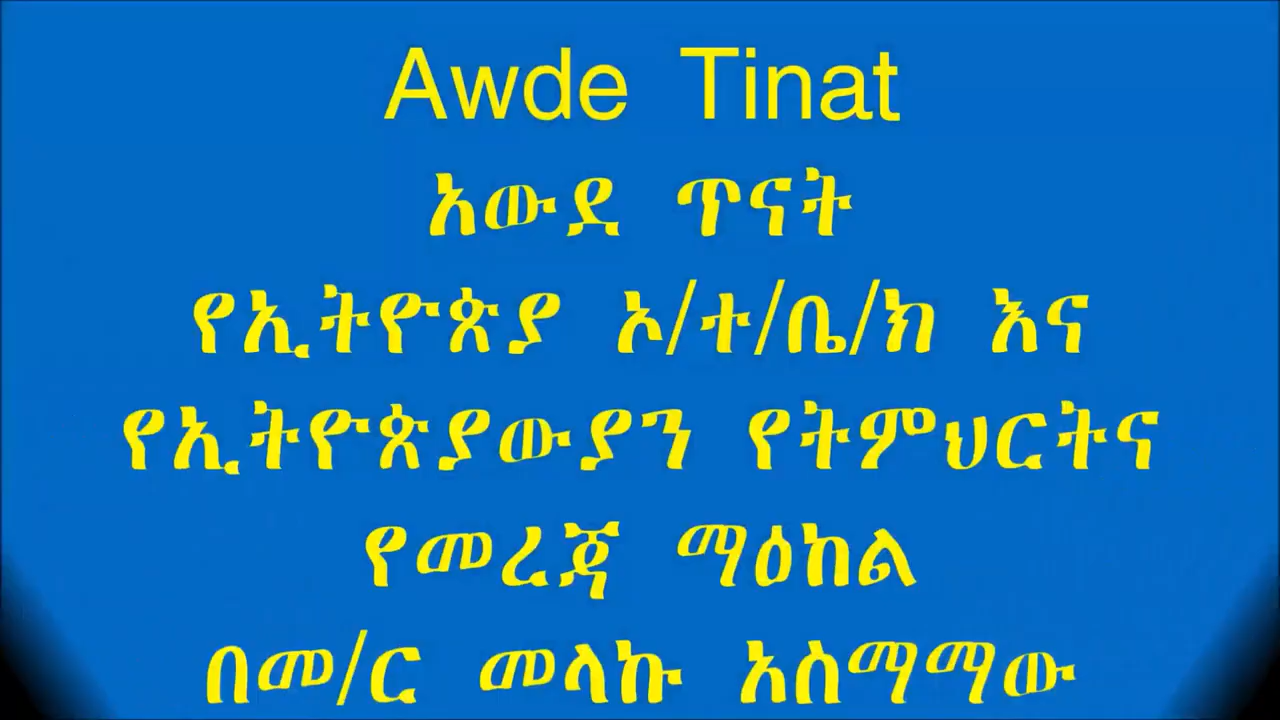 Awde Tinat
አውደ ጥናት
የኢትዮጵያ ኦ/ተ/ቤ/ክ እና
የኢትዮጵያውያን የትምህርትና
የመረጃ ማዕከል
በመ/ር መላኩ አስማማው